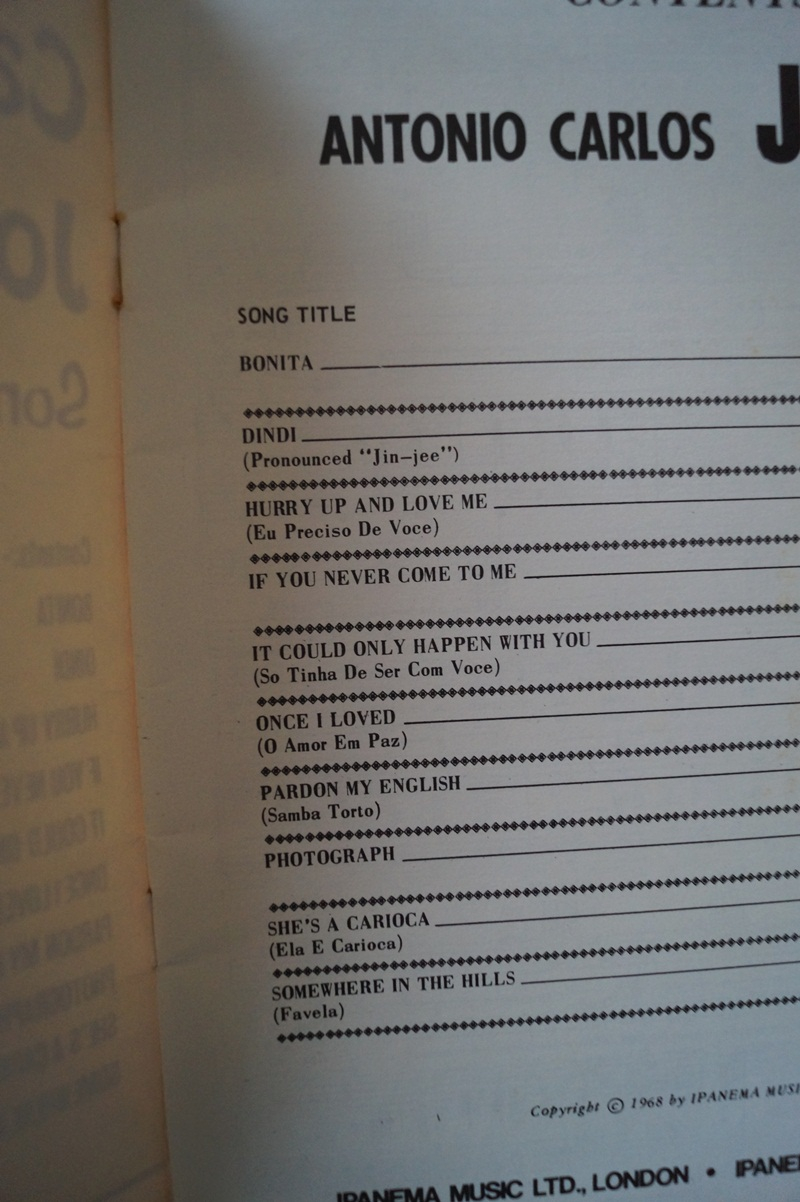 CONTENTS
ANTONIO CARLOS J
SONG TITLE
BONITA
DINDI
(Pronounced "Jin-jee")
HURRY UP AND LOVE ME
(Eu Preciso De Voce)
IF YOU NEVER COME TO ME
IT COULD ONLY HAPPEN WITH YOU
(So Tinha De Ser Com Voce)
ONCE I LOVED
(O Amor Em Paz)
PARDON MY ENGLISH
(Samba Torto)
PHOTOGRAPH
SHE'S A CARIOCA
(Ela E Carioca)
SOMEWHERE IN THE HILLS
(Favela)
Copyright © 1968 by IPANEMA MUSI
IPANEMA MUSIC LTD., LONDON • IPANE